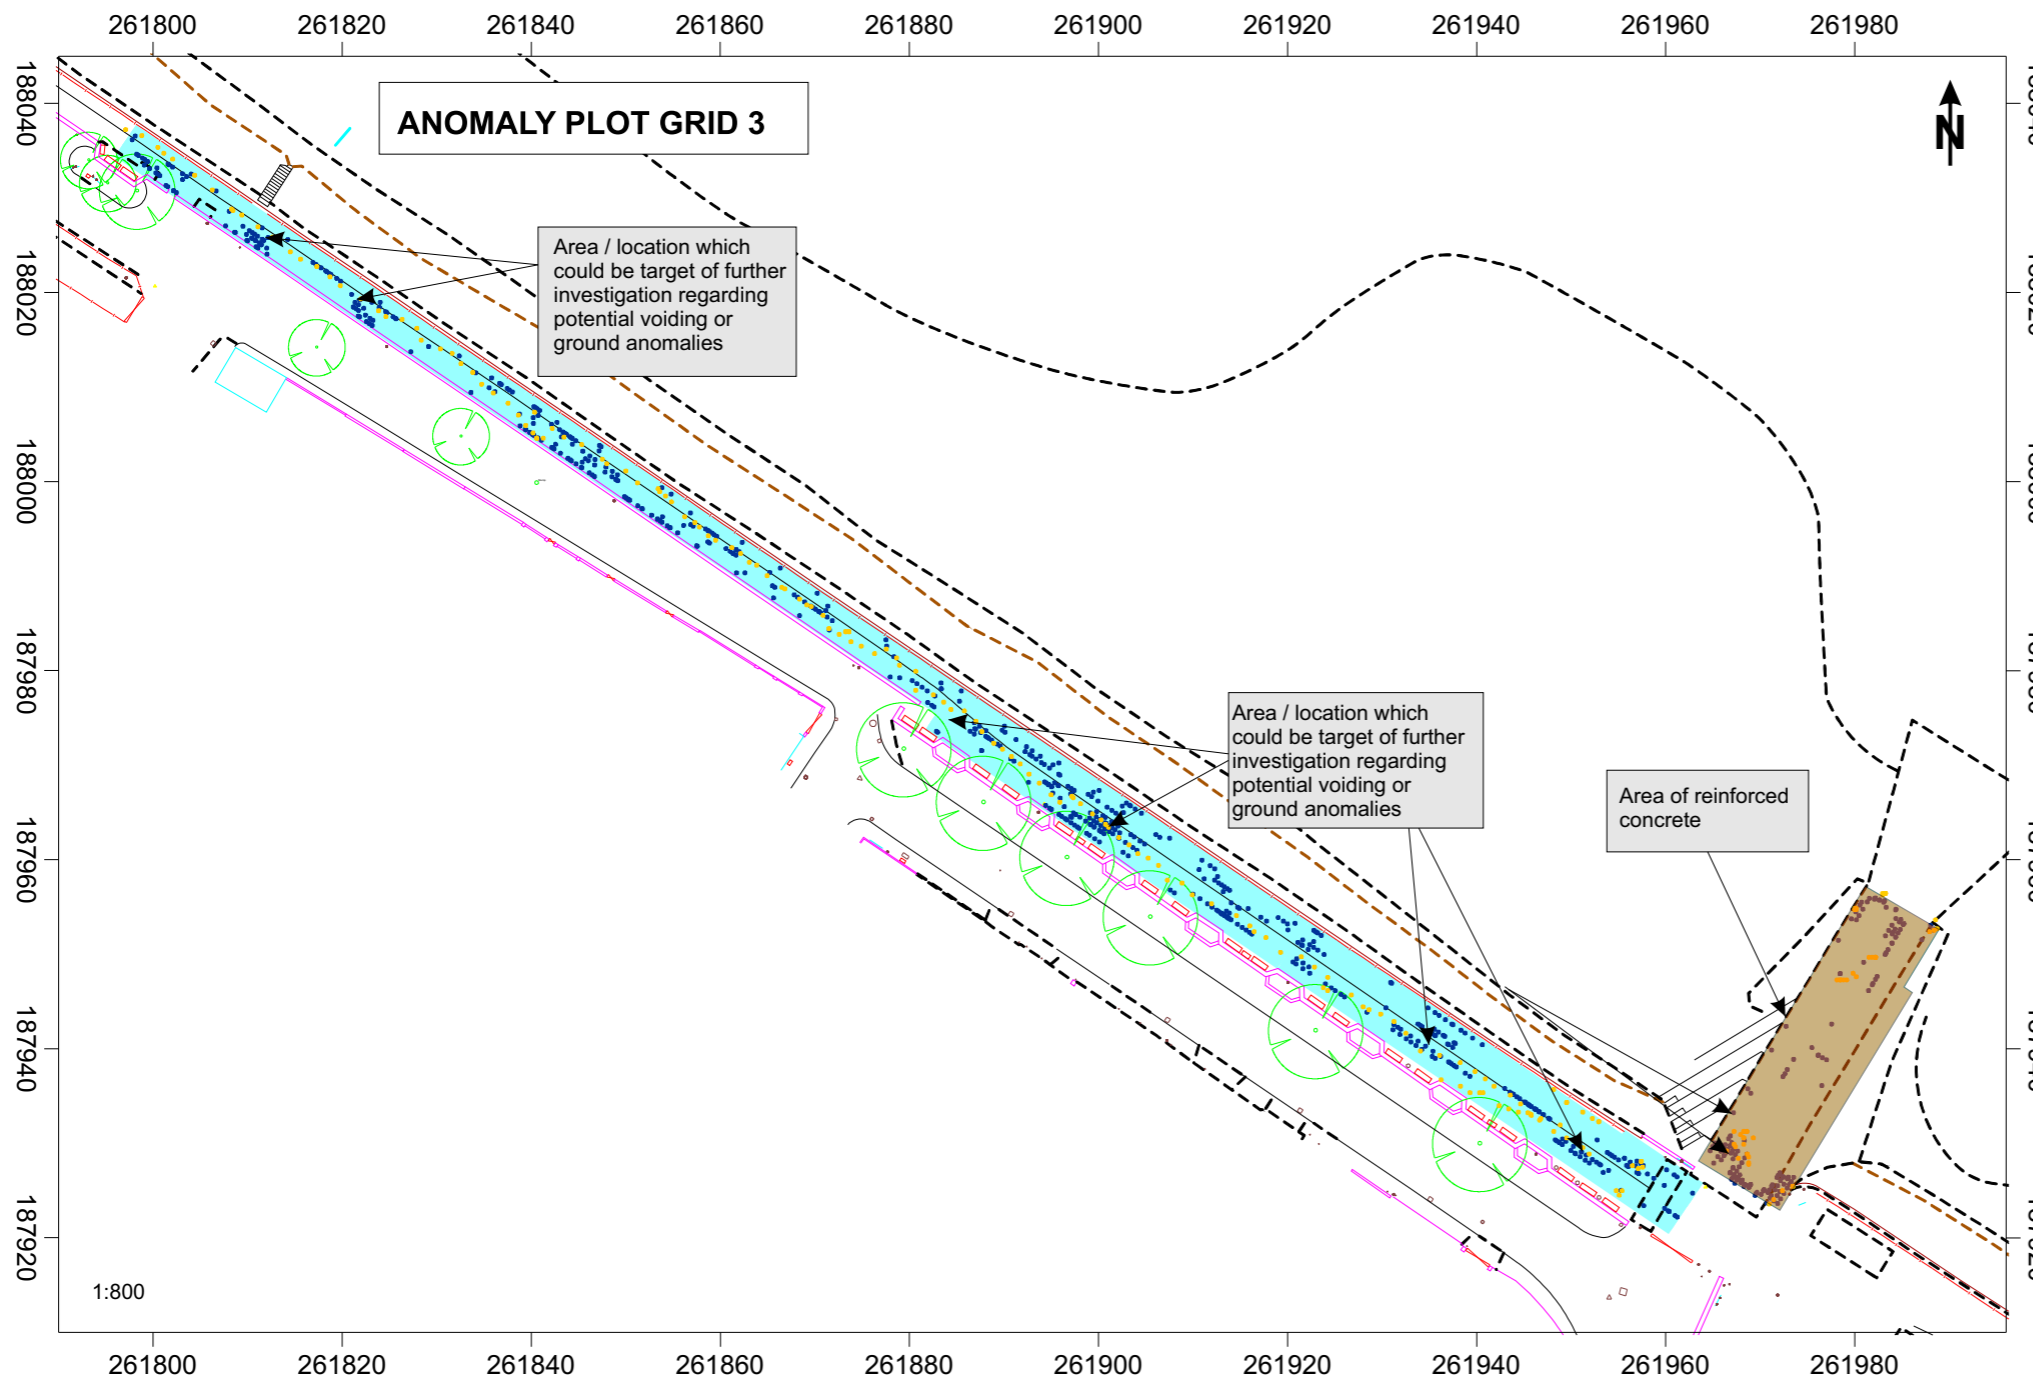 261800 261820 261840 261860 261880 261900 261920 261940 261960 261980
ANOMALY PLOT GRID 3
N
188040
188020
188000
187980
187960
187940
187920
Area / location which
could be target of further
investigation regarding
potential voiding or
ground anomalies
Area / location which
could be target of further
investigation regarding
potential voiding or
ground anomalies
Area of reinforced
concrete
1:800
261800 261820 261840 261860 261880 261900 261920 261940 261960 261980